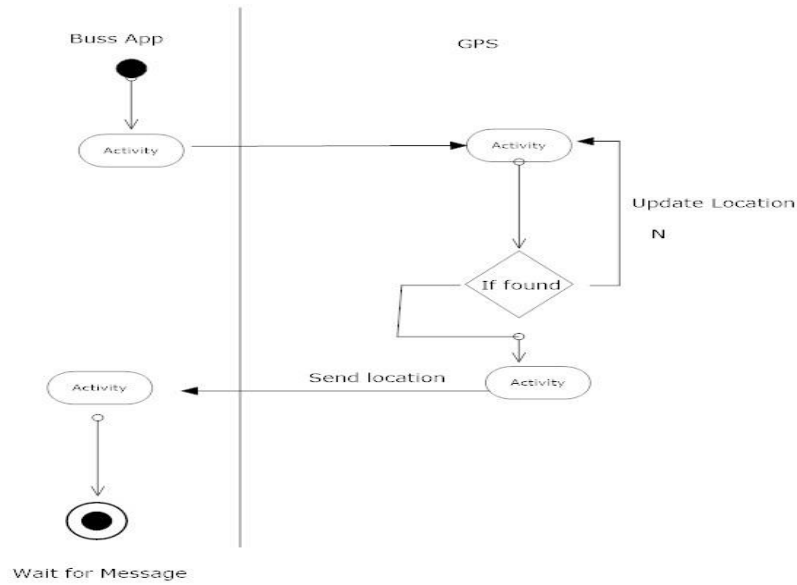 Buss App
GPS
Activity
Activity
Update Location
N
If found
Activity
Send location
Activity
Wait for Message